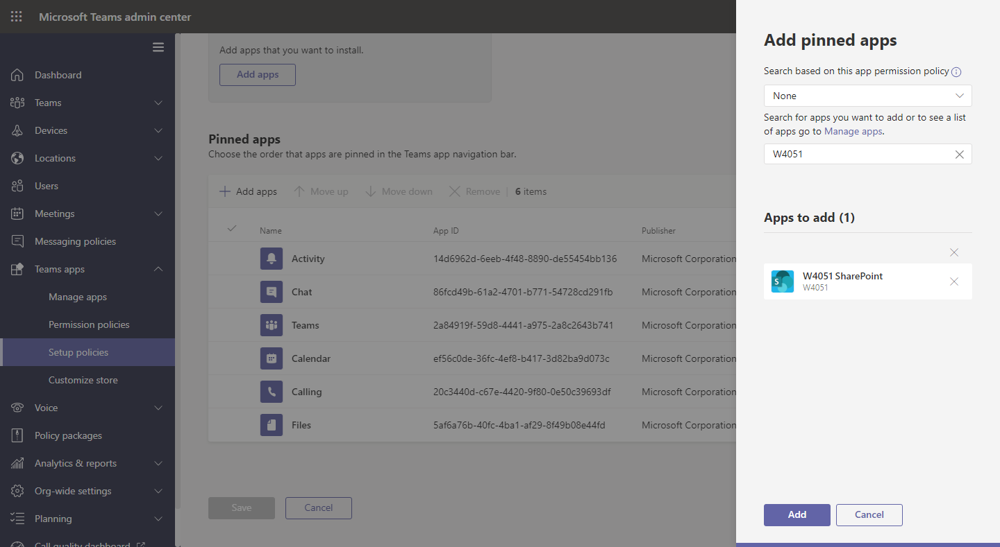 Microsoft Teams admin center
Dashboard
Teams
Devices
Locations
Users
Meetings
Messaging policies
Teams apps
Manage apps
Permission policies
Setup policies
Customize store
Voice
Policy packages
Analytics & reports
Org-wide settings
Planning
Call quality dashboard
Add apps that you want to install.
Add apps
Pinned apps
Choose the order that apps are pinned in the Teams app navigation bar.
Add apps Move up Move down Remove | 6 items
Name App ID Publisher
Activity 14d6962d-6eeb-4f48-8890-de55454bb136 Microsoft Corporation
Chat 86fcd49b-61a2-4701-b771-54728cd291fb Microsoft Corporation
Teams 2a84919f-59d8-4441-a975-2a8c2643b741 Microsoft Corporation
Calendar ef56c0de-36fc-4ef8-b417-3d82ba9d073c Microsoft Corporation
Calling 20c3440d-c67e-4420-9f80-0e50c39693df Microsoft Corporation
Files 5af6a76b-40fc-4ba1-af29-8f49b08e44fd Microsoft Corporation
Save Cancel
Add pinned apps
Search based on this app permission policy
None
Search for apps you want to add or to see a list
of apps go to Manage apps.
W4051
Apps to add (1)
S
W4051 SharePoint
W4051
Add Cancel